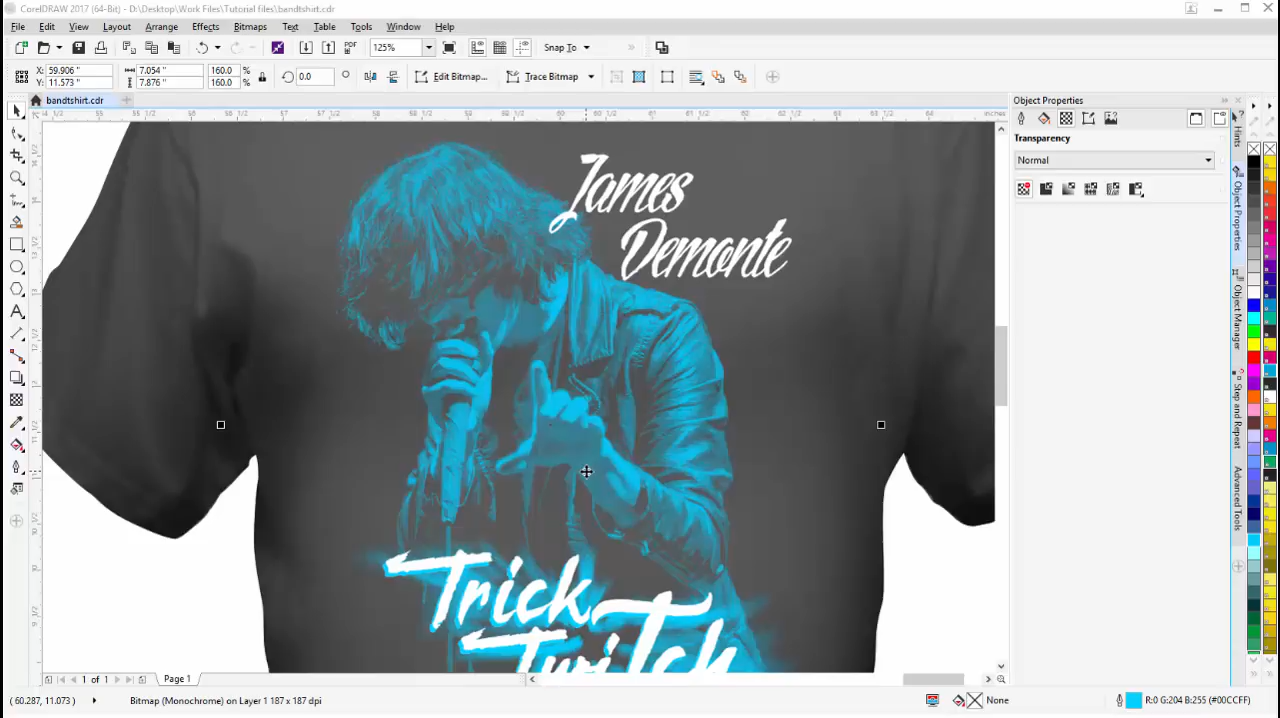 CorelDRAW 2017 (64-Bit) - D:\Desktop\Work Files\Tutorial files\bandtshirt.cdr
File Edit View Layout Arrange Effects Bitmaps Text Table Tools Window Help
PDF 125% Snap To
X: 59.906 " 7.054 " 160.0 % 0.0 Edit Bitmap... Trace Bitmap
Y: 11.573 " 7.876 " 160.0 %
bandtshirt.cdr
Object Properties
Transparency
Normal
inches
Hints
Object Properties
Object Manager
Snap and Repeat
Advanced Tools
James
Demonte
Trick
TwiTch
1 of 1 Page 1
( 60.287, 11.073 ) Bitmap (Monochrome) on Layer 1 187 x 187 dpi None R:0 G:204 B:255 (#00CCFF)